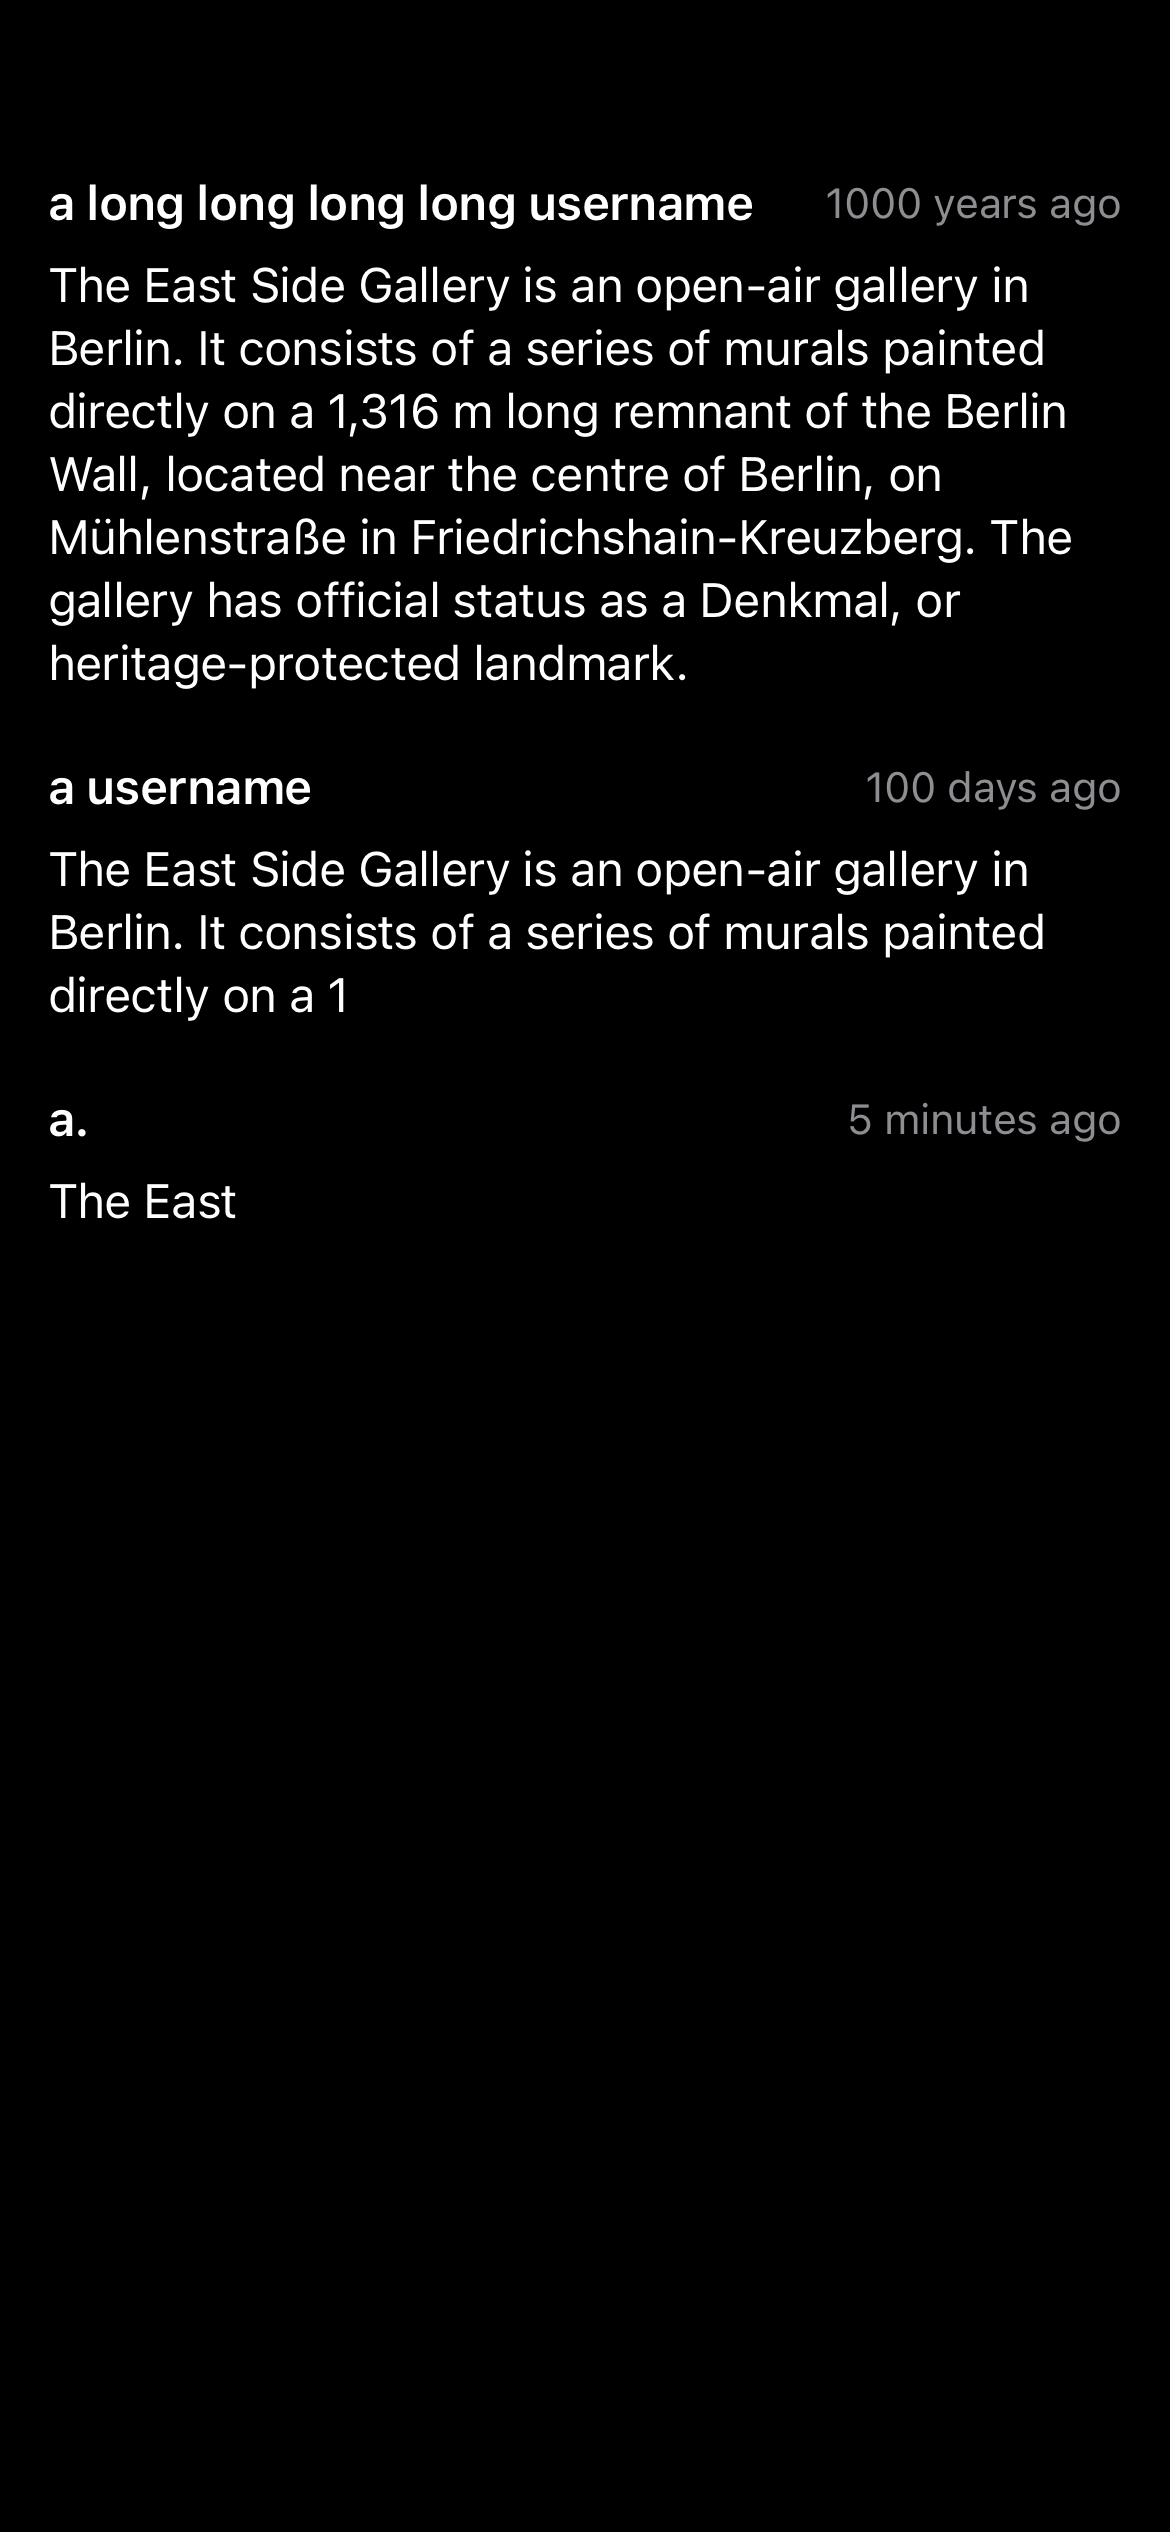 a long long long long username 1000 years ago
The East Side Gallery is an open-air gallery in
Berlin. It consists of a series of murals painted
directly on a 1,316 m long remnant of the Berlin
Wall, located near the centre of Berlin, on
Mühlenstraße in Friedrichshain-Kreuzberg. The
gallery has official status as a Denkmal, or
heritage-protected landmark.
a username 100 days ago
The East Side Gallery is an open-air gallery in
Berlin. It consists of a series of murals painted
directly on a 1
a. 5 minutes ago
The East